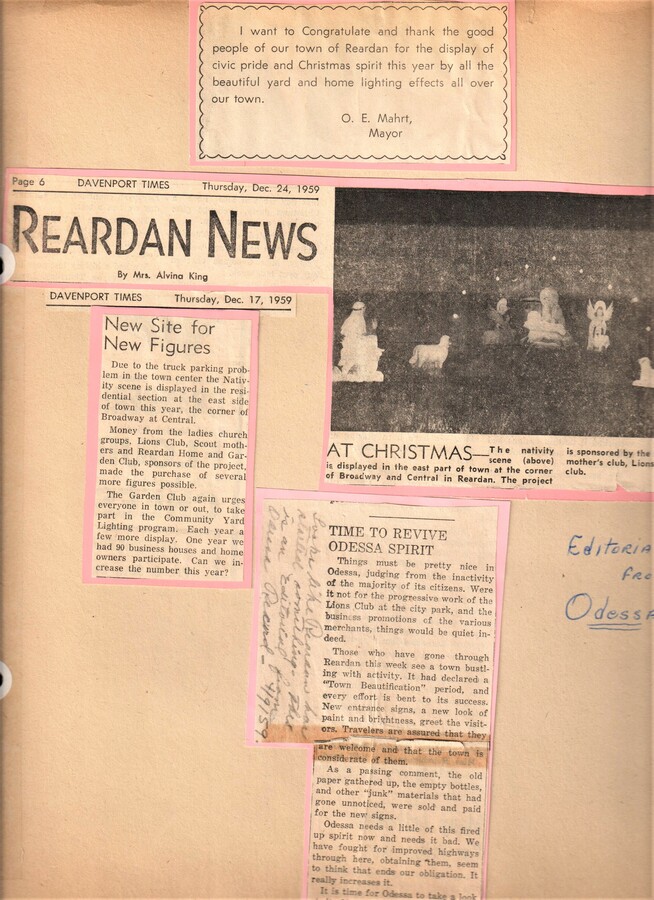 I want to Congratulate and thank the good
people of our town of Reardan for the display of
civic pride and Christmas spirit this year by all the
beautiful yard and home lighting effects all over
our town.
O. E. Mahrt,
Mayor
Page 6 DAVENPORT TIMES Thursday, Dec. 24, 1959
REARDAN NEWS
By Mrs. Alvina King
DAVENPORT TIMES Thursday, Dec. 17, 1959
New Site for
New Figures
Due to the truck parking prob-
lem in the town center the Nativ-
ity scene is displayed in the resi-
dential section at the east side
of town this year, the corner of
Broadway at Central.
Money from the ladies church
groups, Lions Club, Scout moth-
ers and Reardan Home and Gar-
den Club, sponsors of the project,
made the purchase of several
more figures possible.
The Garden Club again urges
everyone in town or out, to take
part in the Community Yard
Lighting program. Each year a
few more display. One year we
had 90 business houses and home
owners participate. Can we in-
crease the number this year?
AT CHRISTMAS—The nativity
scene (above)
is displayed in the east part of town at the corner
of Broadway and Central in Reardan. The project
is sponsored by the
mother's club, Lions
club.
Looks like Reardan has
started something - This
is an Editorial from
Odessa Record - 4/9/59.
TIME TO REVIVE
ODESSA SPIRIT
Things must be pretty nice in
Odessa, judging from the inactivity
of the majority of its citizens. Were
it not for the progressive work of the
Lions Club at the city park, and the
business promotions of the various
merchants, things would be quiet in-
deed.
Those who have gone through
Reardan this week see a town bustl-
ing with activity. It had declared a
"Town Beautification" period, and
every effort is bent to its success.
New entrance signs, a new look of
paint and brightness, greet the visit-
ors. Travelers are assured that they
are welcome and that the town is
considerate of them.
As a passing comment, the old
paper gathered up, the empty bottles,
and other "junk" materials that had
gone unnoticed, were sold and paid
for the new signs.
Odessa needs a little of this fired
up spirit now and needs it bad. We
have fought for improved highways
through here, obtaining them, seem
to think that ends our obligation. It
really increases it.
It is time for Odessa to take a look
Editoria
fro
Odessa